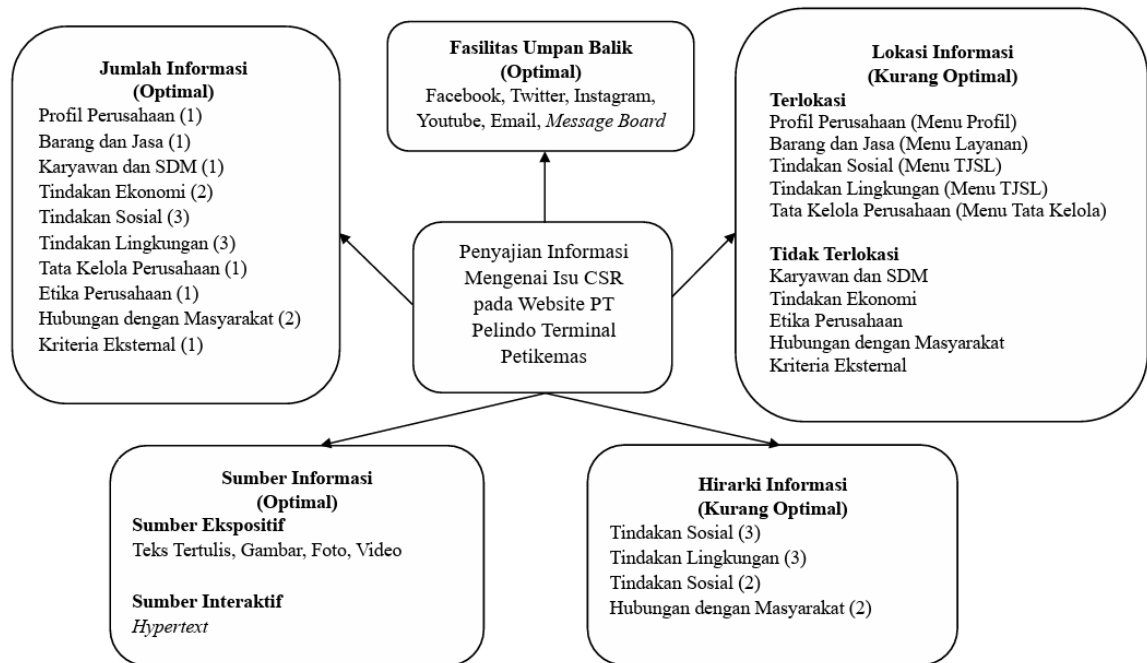 Jumlah Informasi
(Optimal)
Profil Perusahaan (1)
Barang dan Jasa (1)
Karyawan dan SDM (1)
Tindakan Ekonomi (2)
Tindakan Sosial (3)
Tindakan Lingkungan (3)
Tata Kelola Perusahaan (1)
Etika Perusahaan (1)
Hubungan dengan Masyarakat (2)
Kriteria Eksternal (1)
Fasilitas Umpan Balik
(Optimal)
Facebook, Twitter, Instagram,
Youtube, Email, Message Board
Lokasi Informasi
(Kurang Optimal)
Terlokasi
Profil Perusahaan (Menu Profil)
Barang dan Jasa (Menu Layanan)
Tindakan Sosial (Menu TJSL)
Tindakan Lingkungan (Menu TJSL)
Tata Kelola Perusahaan (Menu Tata Kelola)
Tidak Terlokasi
Karyawan dan SDM
Tindakan Ekonomi
Etika Perusahaan
Hubungan dengan Masyarakat
Kriteria Eksternal
Penyajian Informasi
Mengenai Isu CSR
pada Website PT
Pelindo Terminal
Petikemas
Sumber Informasi
(Optimal)
Sumber Ekspositif
Teks Tertulis, Gambar, Foto, Video
Sumber Interaktif
Hypertext
Hirarki Informasi
(Kurang Optimal)
Tindakan Sosial (3)
Tindakan Lingkungan (3)
Tindakan Sosial (2)
Hubungan dengan Masyarakat (2)